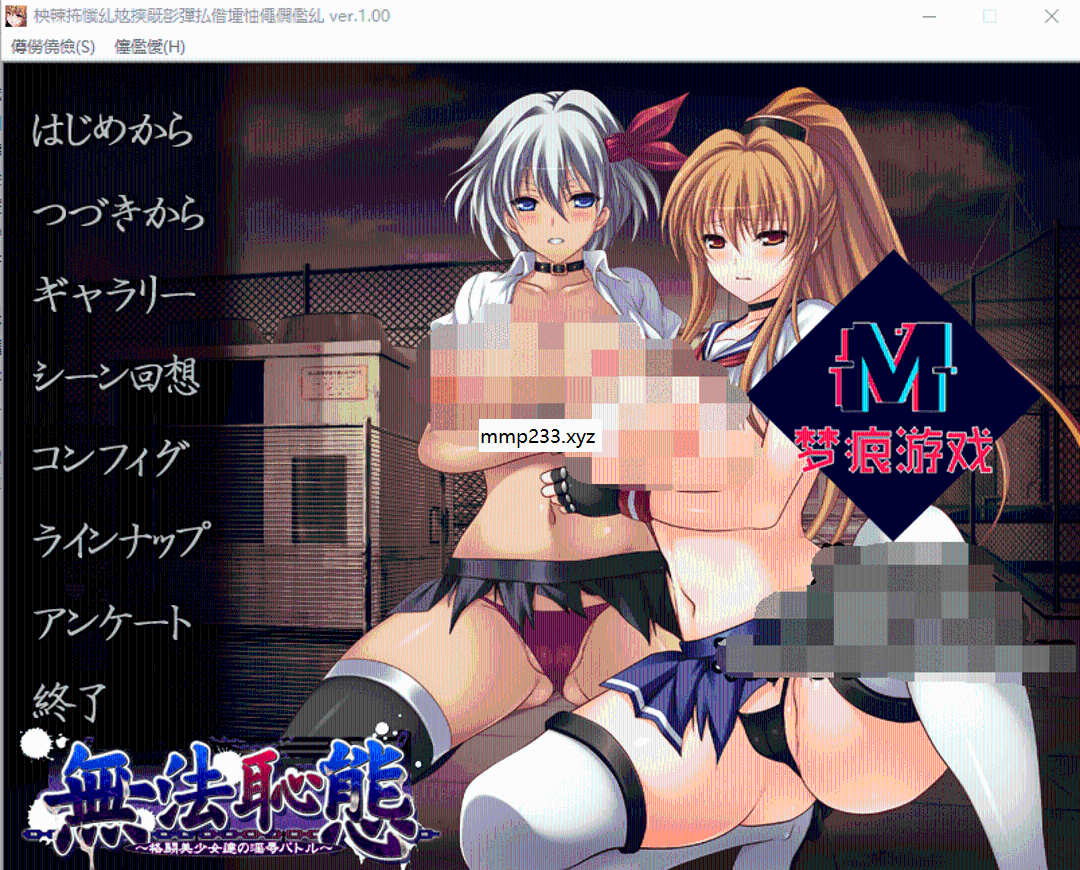 ver.1.00
(S) (H)
はじめから
つづきから
ギャラリー
シーン回想
コンフィグ
ラインナップ
アンケート
終了
mmp233.xyz
M
梦痕游戏
無法恥態
～格闘美少女達の淫辱バトル～